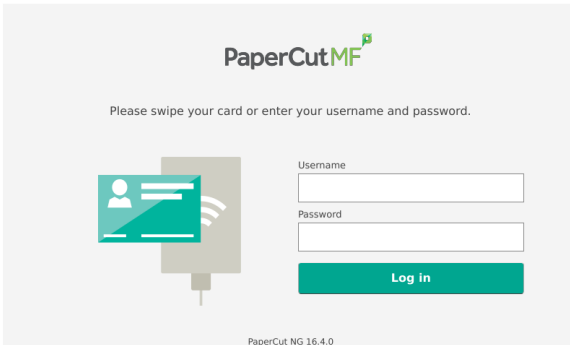 PaperCutMF
Please swipe your card or enter your username and password.
Username
Password
Log in
PaperCut NG 16.4.0